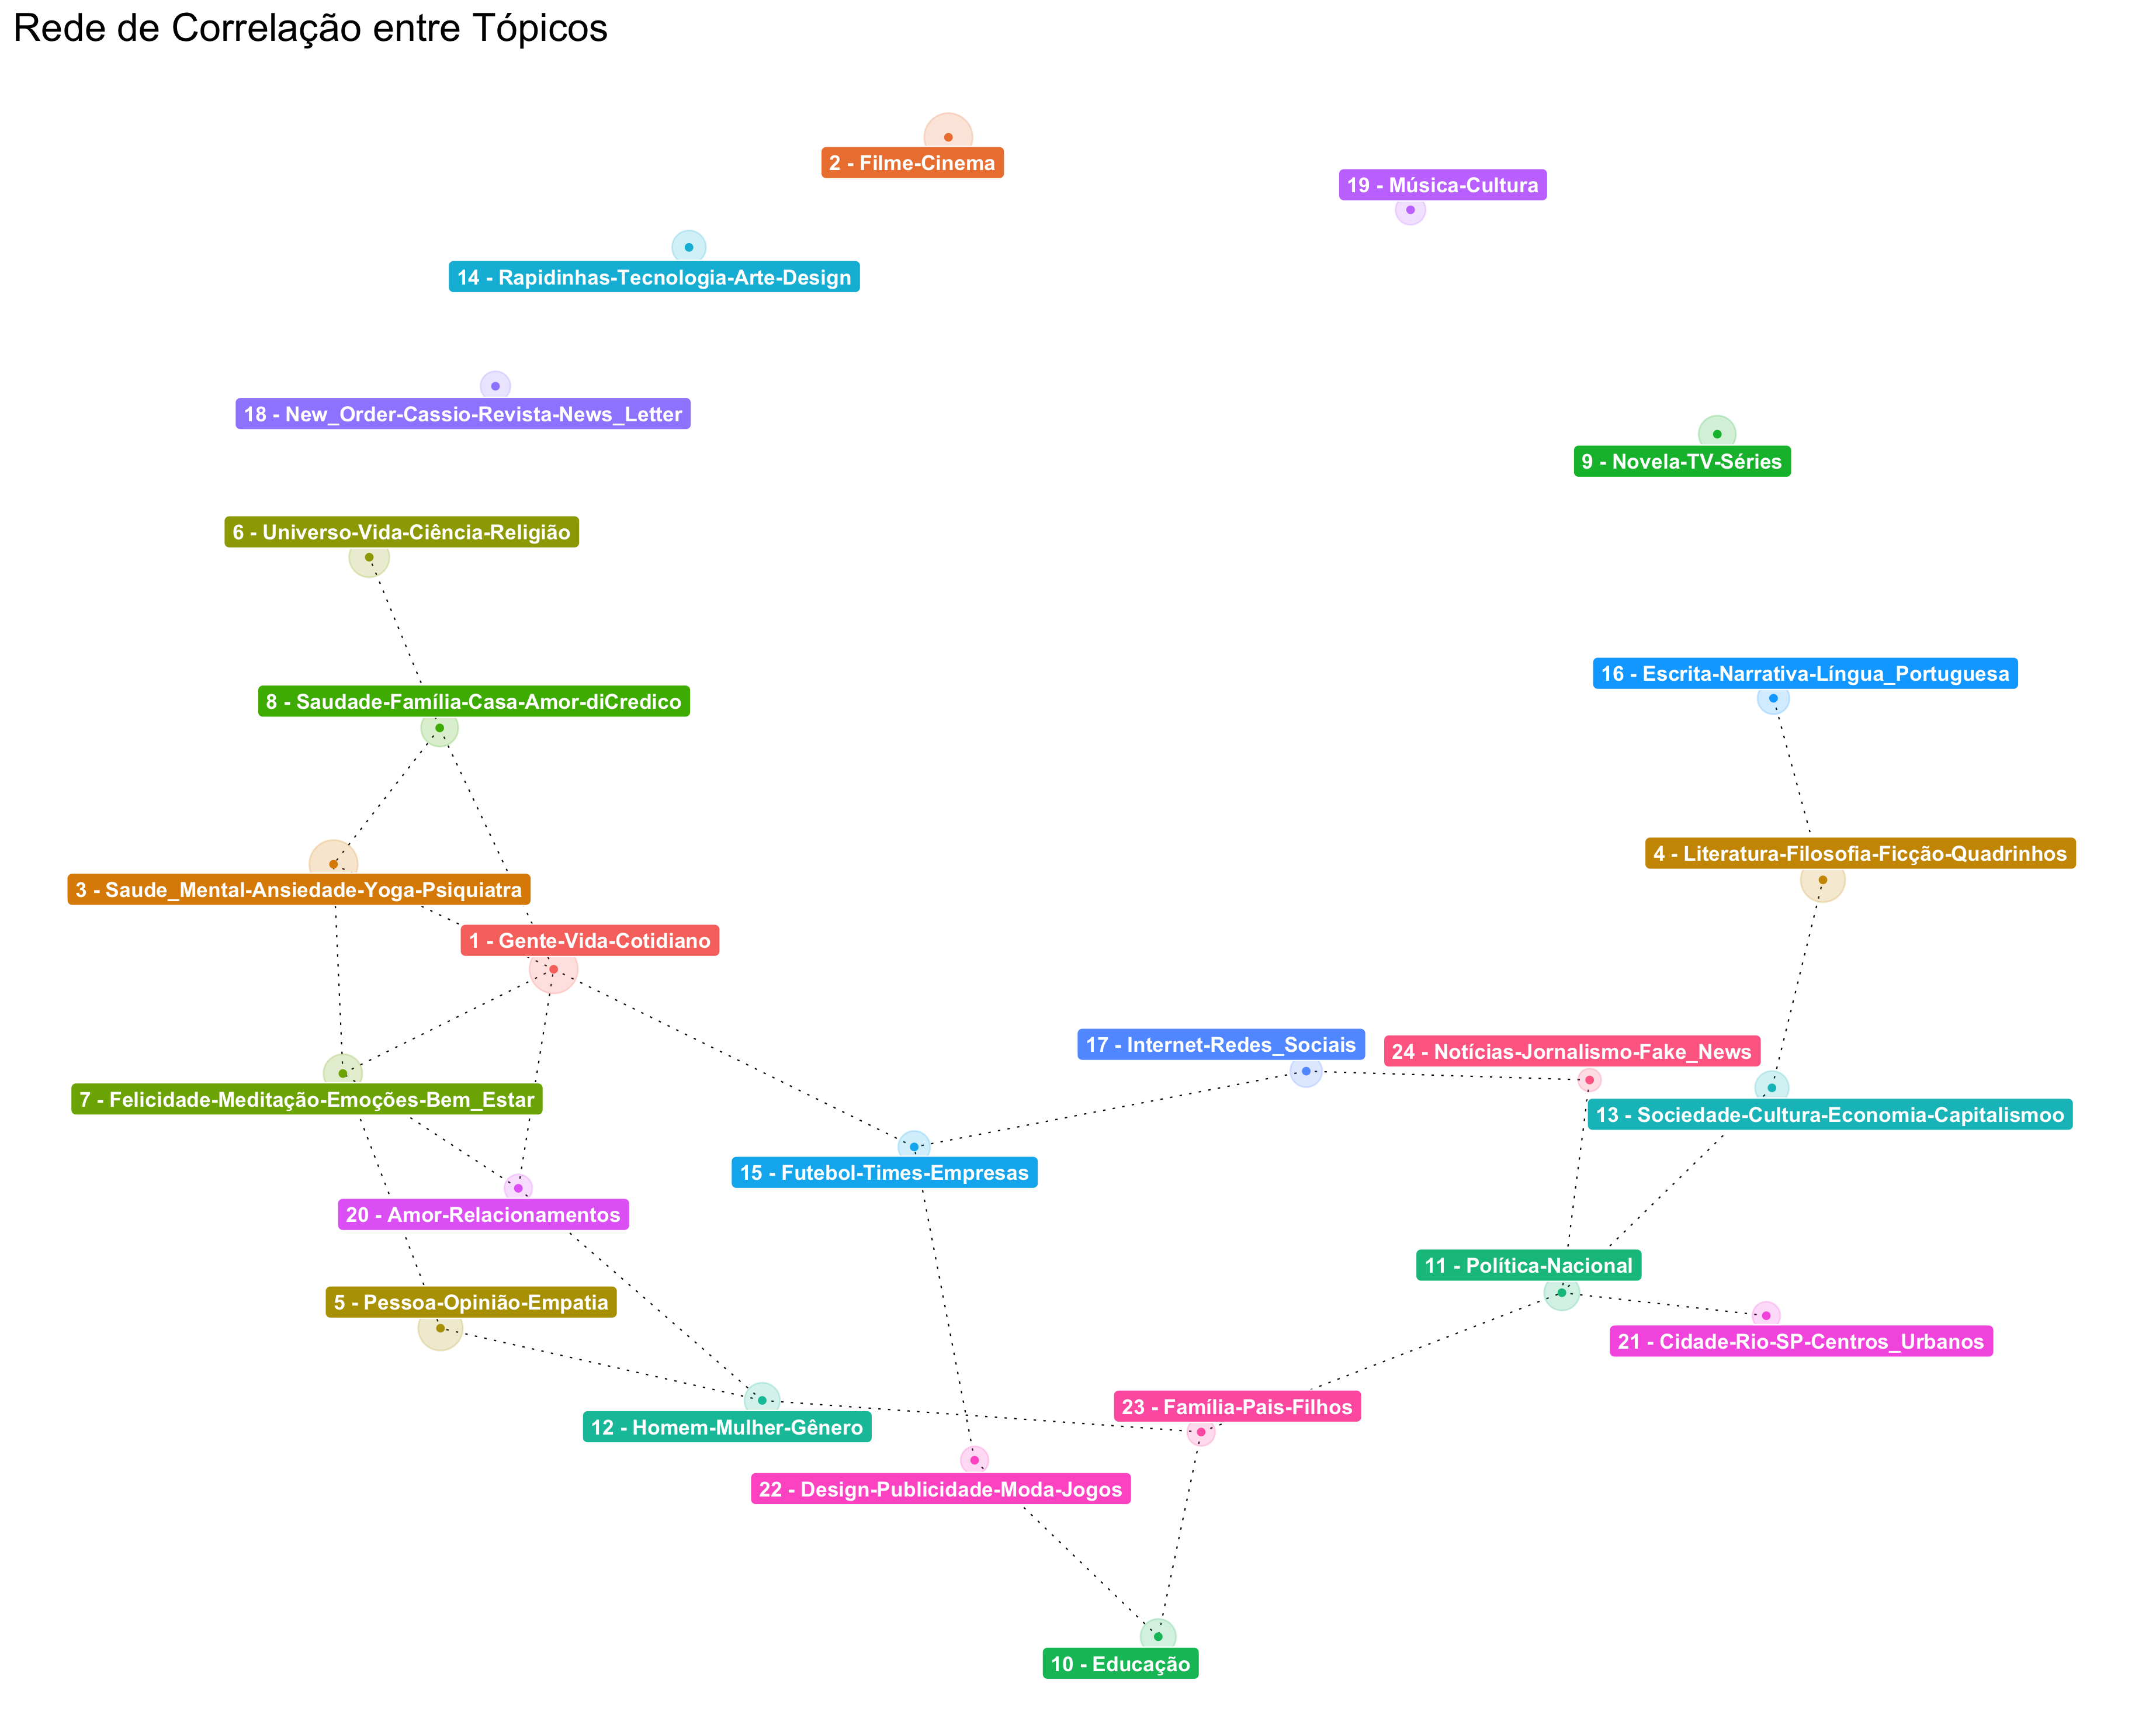 Rede de Correlação entre Tópicos
2 - Filme-Cinema
19 - Música-Cultura
14 - Rapidinhas-Tecnologia-Arte-Design
18 - New_Order-Cassio-Revista-News_Letter
9 - Novela-TV-Séries
6 - Universo-Vida-Ciência-Religião
16 - Escrita-Narrativa-Língua_Portuguesa
8 - Saudade-Família-Casa-Amor-diCredico
4 - Literatura-Filosofia-Ficção-Quadrinhos
3 - Saude_Mental-Ansiedade-Yoga-Psiquiatra
1 - Gente-Vida-Cotidiano
17 - Internet-Redes_Sociais
24 - Notícias-Jornalismo-Fake_News
7 - Felicidade-Meditação-Emoções-Bem_Estar
13 - Sociedade-Cultura-Economia-Capitalismoo
15 - Futebol-Times-Empresas
20 - Amor-Relacionamentos
11 - Política-Nacional
5 - Pessoa-Opinião-Empatia
21 - Cidade-Rio-SP-Centros_Urbanos
23 - Família-Pais-Filhos
12 - Homem-Mulher-Gênero
22 - Design-Publicidade-Moda-Jogos
10 - Educação